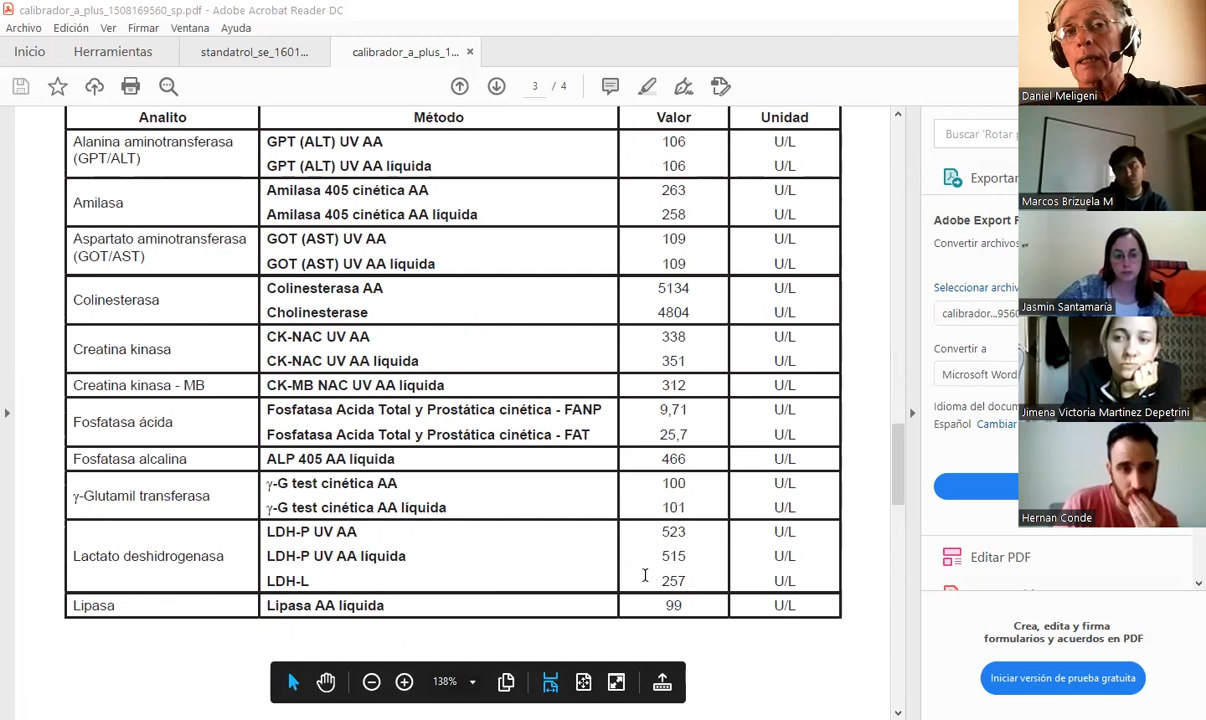 calibrador_a_plus_1508169560_sp.pdf - Adobe Acrobat Reader DC
Archivo Edición Ver Firmar Ventana Ayuda
Inicio Herramientas standatrol_se_1601... calibrador_a_plus_1... ×
3 / 4
Analito Método Valor Unidad
Alanina aminotransferasa (GPT/ALT) GPT (ALT) UV AA 106 U/L
GPT (ALT) UV AA líquida 106 U/L
Amilasa Amilasa 405 cinética AA 263 U/L
Amilasa 405 cinética AA líquida 258 U/L
Aspartato aminotransferasa (GOT/AST) GOT (AST) UV AA 109 U/L
GOT (AST) UV AA líquida 109 U/L
Colinesterasa Colinesterasa AA 5134 U/L
Cholinesterase 4804 U/L
Creatina kinasa CK-NAC UV AA 338 U/L
CK-NAC UV AA líquida 351 U/L
Creatina kinasa - MB CK-MB NAC UV AA líquida 312 U/L
Fosfatasa ácida Fosfatasa Acida Total y Prostática cinética - FANP 9,71 U/L
Fosfatasa Acida Total y Prostática cinética - FAT 25,7 U/L
Fosfatasa alcalina ALP 405 AA líquida 466 U/L
γ-Glutamil transferasa γ-G test cinética AA 100 U/L
γ-G test cinética AA líquida 101 U/L
Lactato deshidrogenasa LDH-P UV AA 523 U/L
LDH-P UV AA líquida 515 U/L
LDH-L 257 U/L
Lipasa Lipasa AA líquida 99 U/L
138%
Buscar 'Rotar p
Exportar
Adobe Export P
Convertir archivos
Seleccionar archiv
calibrador...9560
Convertir a
Microsoft Word
Idioma del docum
Español Cambiar
Editar PDF
Crea, edita y firma
formularios y acuerdos en PDF
Iniciar versión de prueba gratuita
Daniel Meligeni
Marcos Brizuela M
Jasmin Santamaría
Jimena Victoria Martinez Depetrini
Hernan Conde